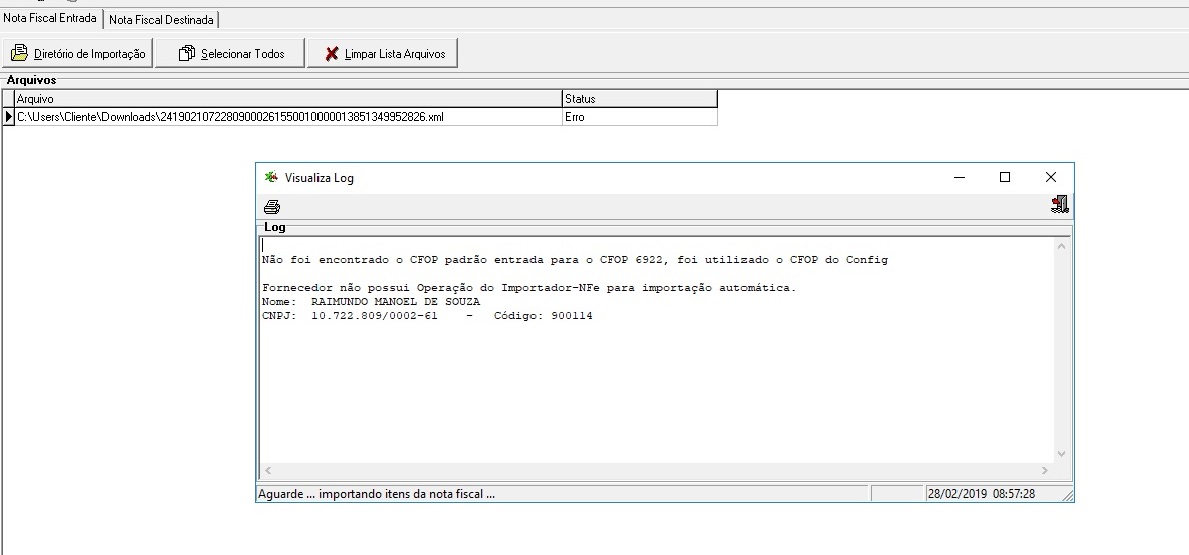 Nota Fiscal Entrada
Nota Fiscal Destinada
Diretório de Importação
Selecionar Todos
Limpar Lista Arquivos
Arquivos
Arquivo
Status
C:\Users\Cliente\Downloads\24190210722809000261550010000013851349952826.xml
Erro
Visualiza Log
Log
Não foi encontrado o CFOP padrão entrada para o CFOP 6922, foi utilizado o CFOP do Config
Fornecedor não possui Operação do Importador-NFe para importação automática.
Nome: RAIMUNDO MANOEL DE SOUZA
CNPJ: 10.722.809/0002-61 - Código: 900114
Aguarde ... importando itens da nota fiscal ...
28/02/2019 08:57:28